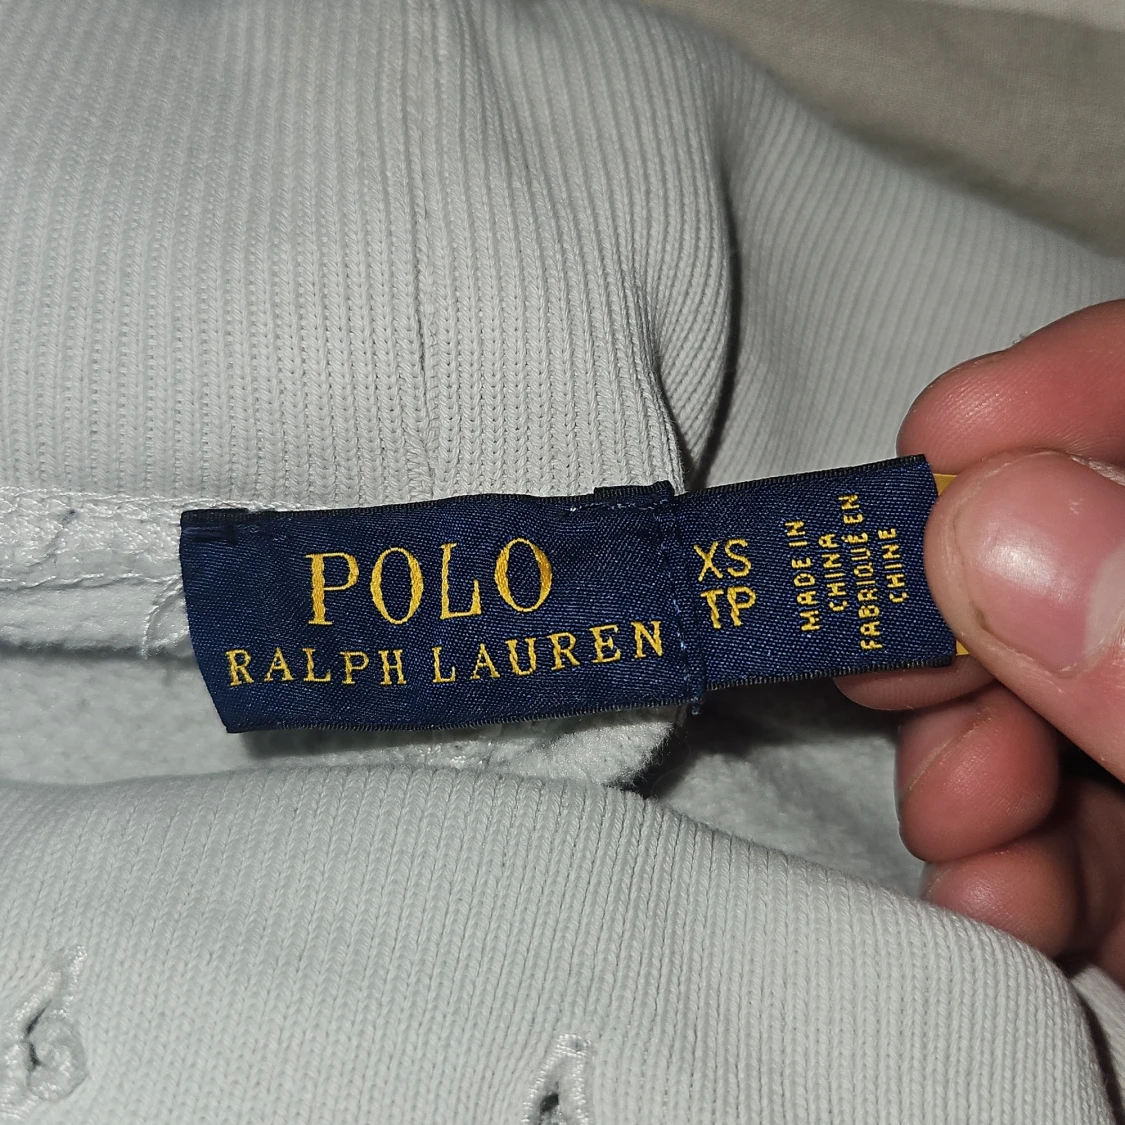 POLO
RALPH LAUREN
XS
TP
MADE IN
CHINA
FABRIQUÉ EN
CHINE